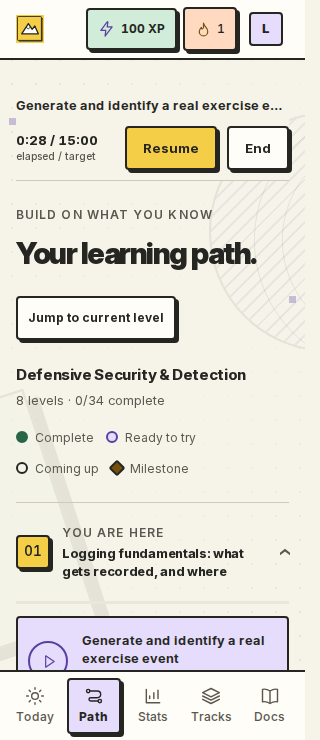 100 XP
1
L
Generate and identify a real exercise e...
0:28 / 15:00
elapsed / target
Resume
End
BUILD ON WHAT YOU KNOW
Your learning path.
Jump to current level
Defensive Security & Detection
8 levels · 0/34 complete
Complete
Ready to try
Coming up
Milestone
01
YOU ARE HERE
Logging fundamentals: what
gets recorded, and where
Generate and identify a real
exercise event
Today
Path
Stats
Tracks
Docs